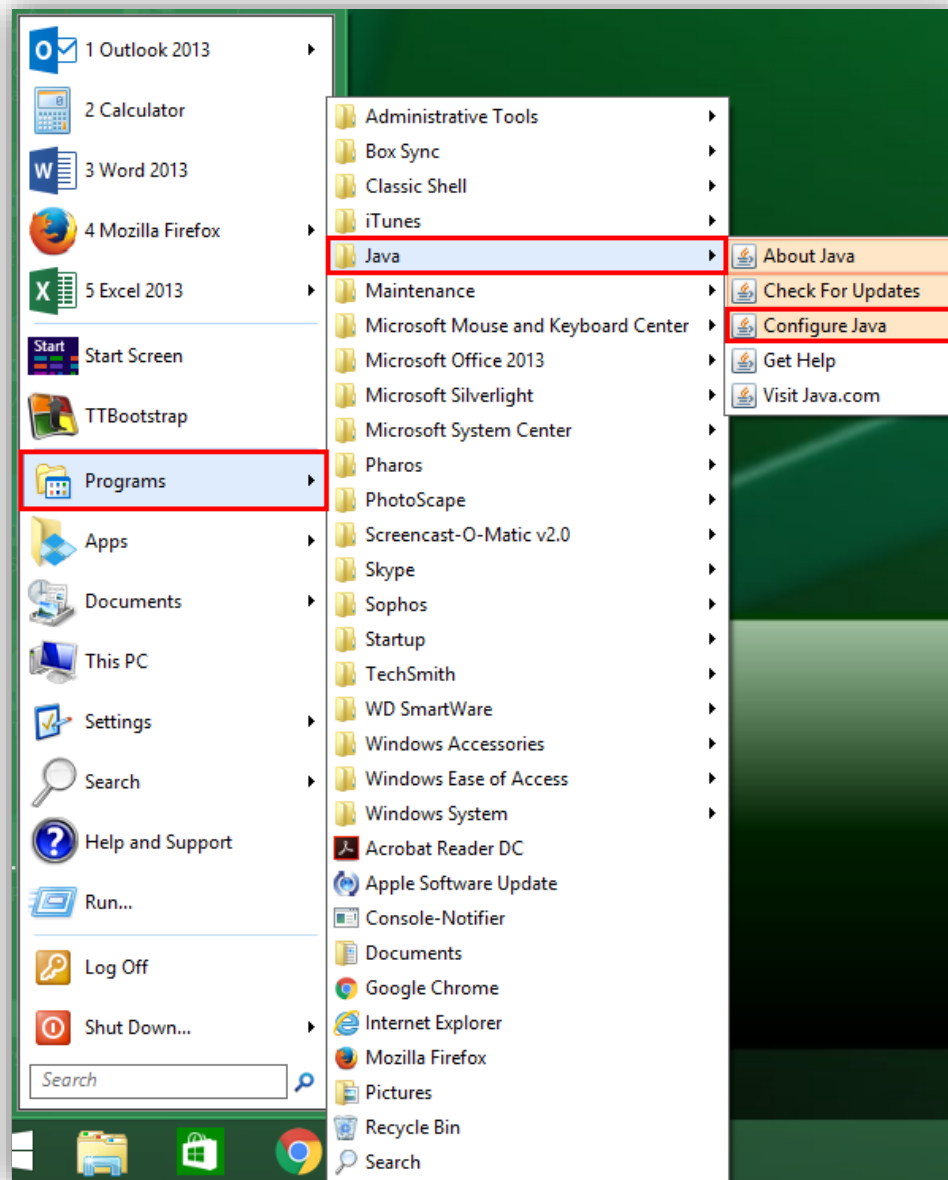 1 Outlook 2013
2 Calculator
3 Word 2013
4 Mozilla Firefox
5 Excel 2013
Start
Start Screen
TTBootstrap
Programs
Apps
Documents
This PC
Settings
Search
Help and Support
Run...
Log Off
Shut Down...
Search
Administrative Tools
Box Sync
Classic Shell
iTunes
Java
Maintenance
Microsoft Mouse and Keyboard Center
Microsoft Office 2013
Microsoft Silverlight
Microsoft System Center
Pharos
PhotoScape
Screencast-O-Matic v2.0
Skype
Sophos
Startup
TechSmith
WD SmartWare
Windows Accessories
Windows Ease of Access
Windows System
Acrobat Reader DC
Apple Software Update
Console-Notifier
Documents
Google Chrome
Internet Explorer
Mozilla Firefox
Pictures
Recycle Bin
Search
About Java
Check For Updates
Configure Java
Get Help
Visit Java.com